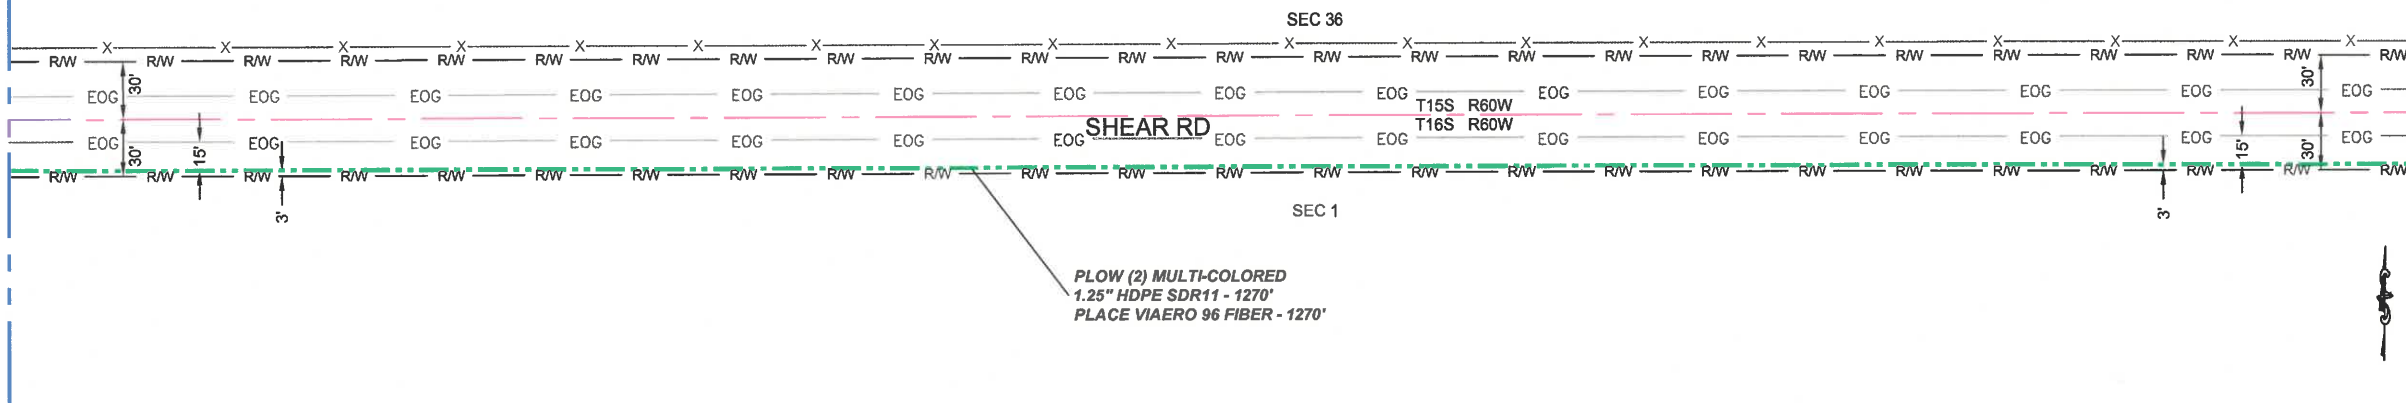 SEC 36
X X X X X X X X X X X X X X X X X X X X
R/W R/W R/W R/W R/W R/W R/W R/W R/W R/W R/W R/W R/W R/W R/W R/W R/W R/W R/W R/W R/W R/W R/W R/W R/W
30' 30'
EOG EOG EOG EOG EOG EOG EOG EOG EOG EOG EOG EOG EOG EOG EOG
T15S R60W
T16S R60W
SHEAR RD
EOG EOG EOG EOG EOG EOG EOG EOG EOG EOG EOG EOG EOG EOG EOG
30' 15' 15' 30'
R/W R/W R/W R/W R/W R/W R/W R/W R/W R/W R/W R/W R/W R/W R/W R/W R/W R/W R/W R/W R/W R/W R/W R/W R/W
3' 3'
SEC 1
PLOW (2) MULTI-COLORED
1.25" HDPE SDR11 - 1270'
PLACE VIAERO 96 FIBER - 1270'